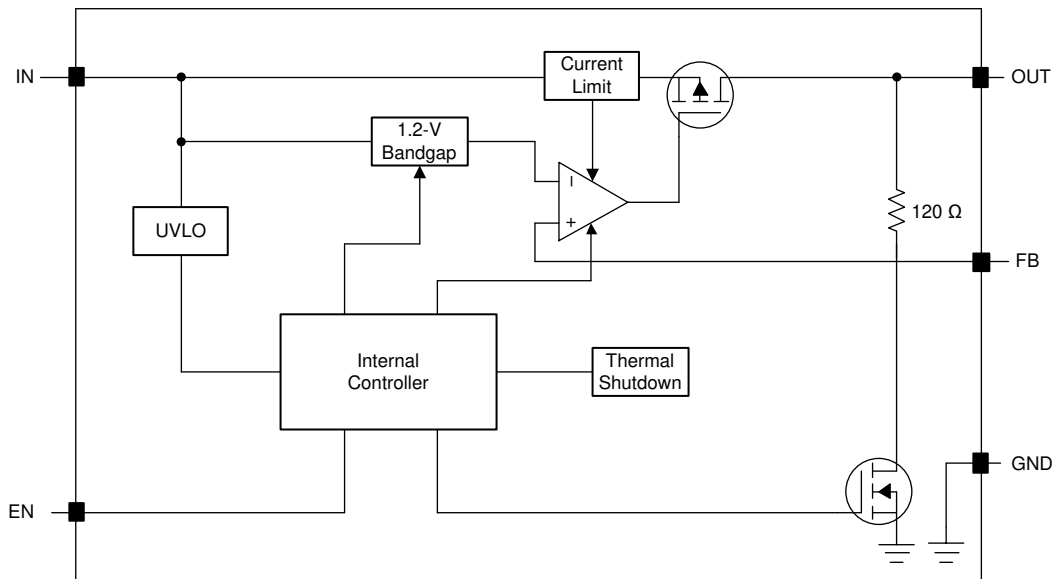 IN
Current
Limit
OUT
1.2-V
Bandgap
–
+
120 Ω
UVLO
FB
Internal
Controller
Thermal
Shutdown
GND
EN